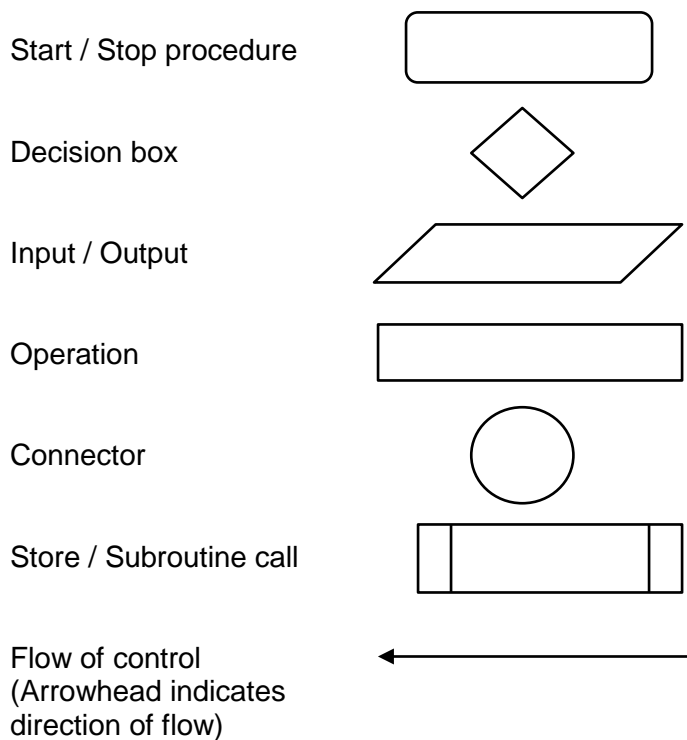 Start / Stop procedure
Decision box
Input / Output
Operation
Connector
Store / Subroutine call
Flow of control
(Arrowhead indicates
direction of flow)